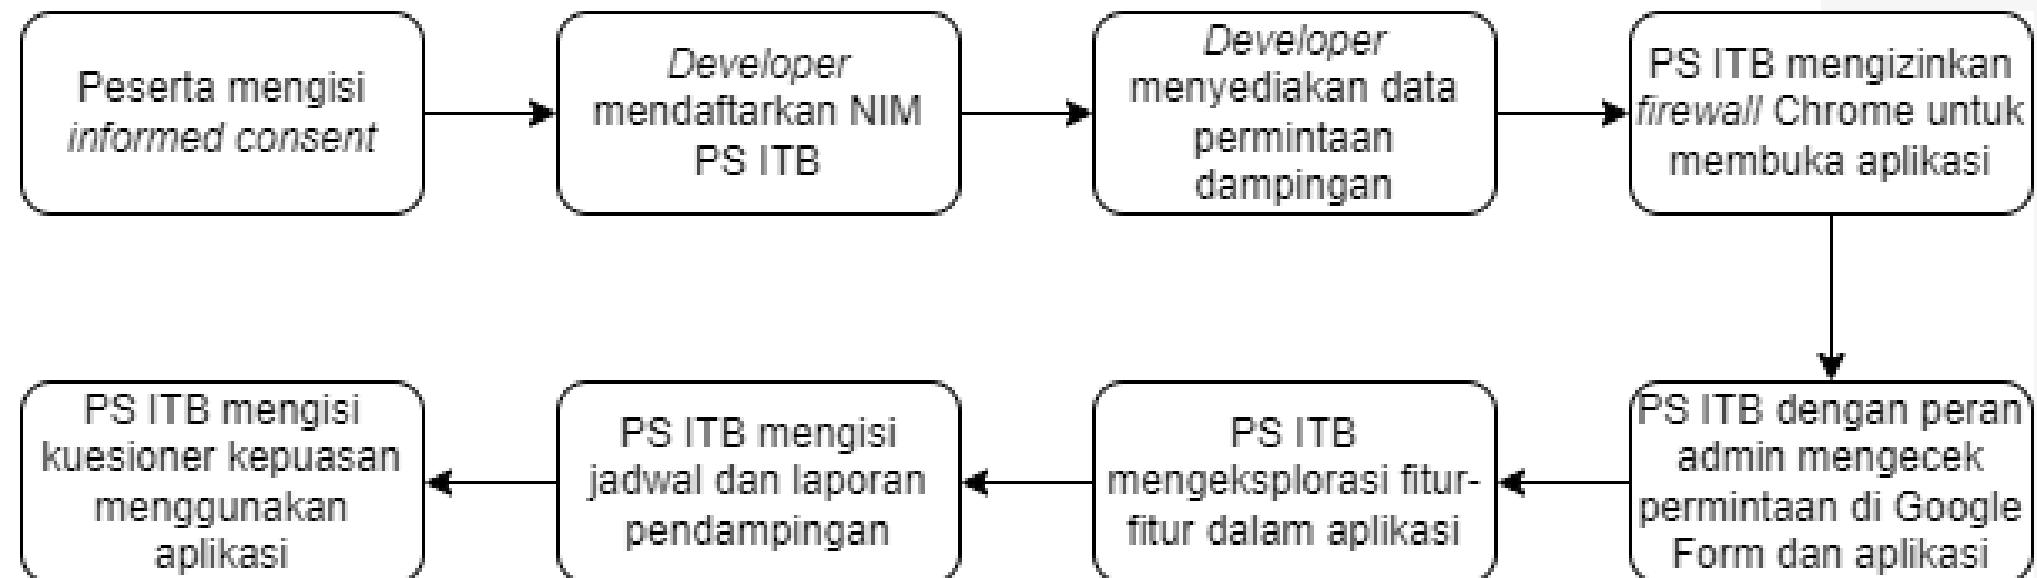 Peserta mengisi
informed consent
Developer
mendaftarkan NIM
PS ITB
Developer
menyediakan data
permintaan
dampingan
PS ITB mengizinkan
firewall Chrome untuk
membuka aplikasi
PS ITB dengan peran
admin mengecek
permintaan di Google
Form dan aplikasi
PS ITB
mengeksplorasi fitur-
fitur dalam aplikasi
PS ITB mengisi
jadwal dan laporan
pendampingan
PS ITB mengisi
kuesioner kepuasan
menggunakan
aplikasi